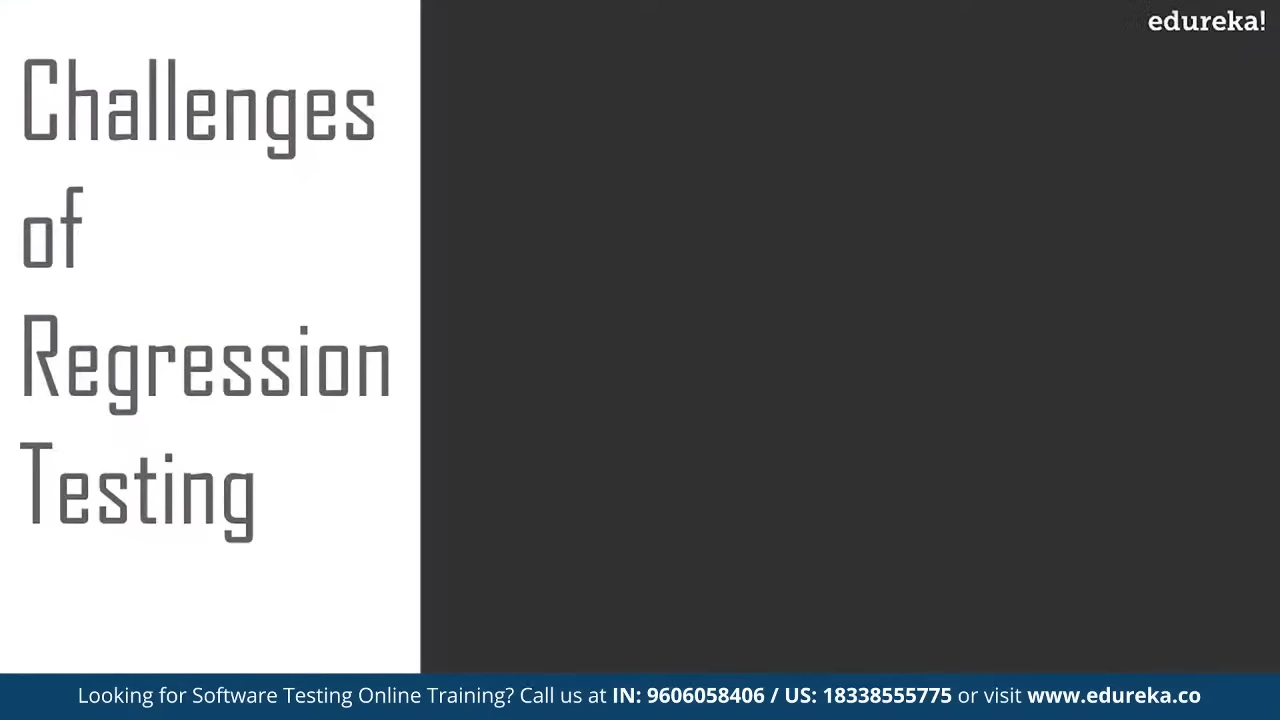 edureka!
Challenges
of
Regression
Testing
Looking for Software Testing Online Training? Call us at IN: 9606058406 / US: 18338555775 or visit www.edureka.co